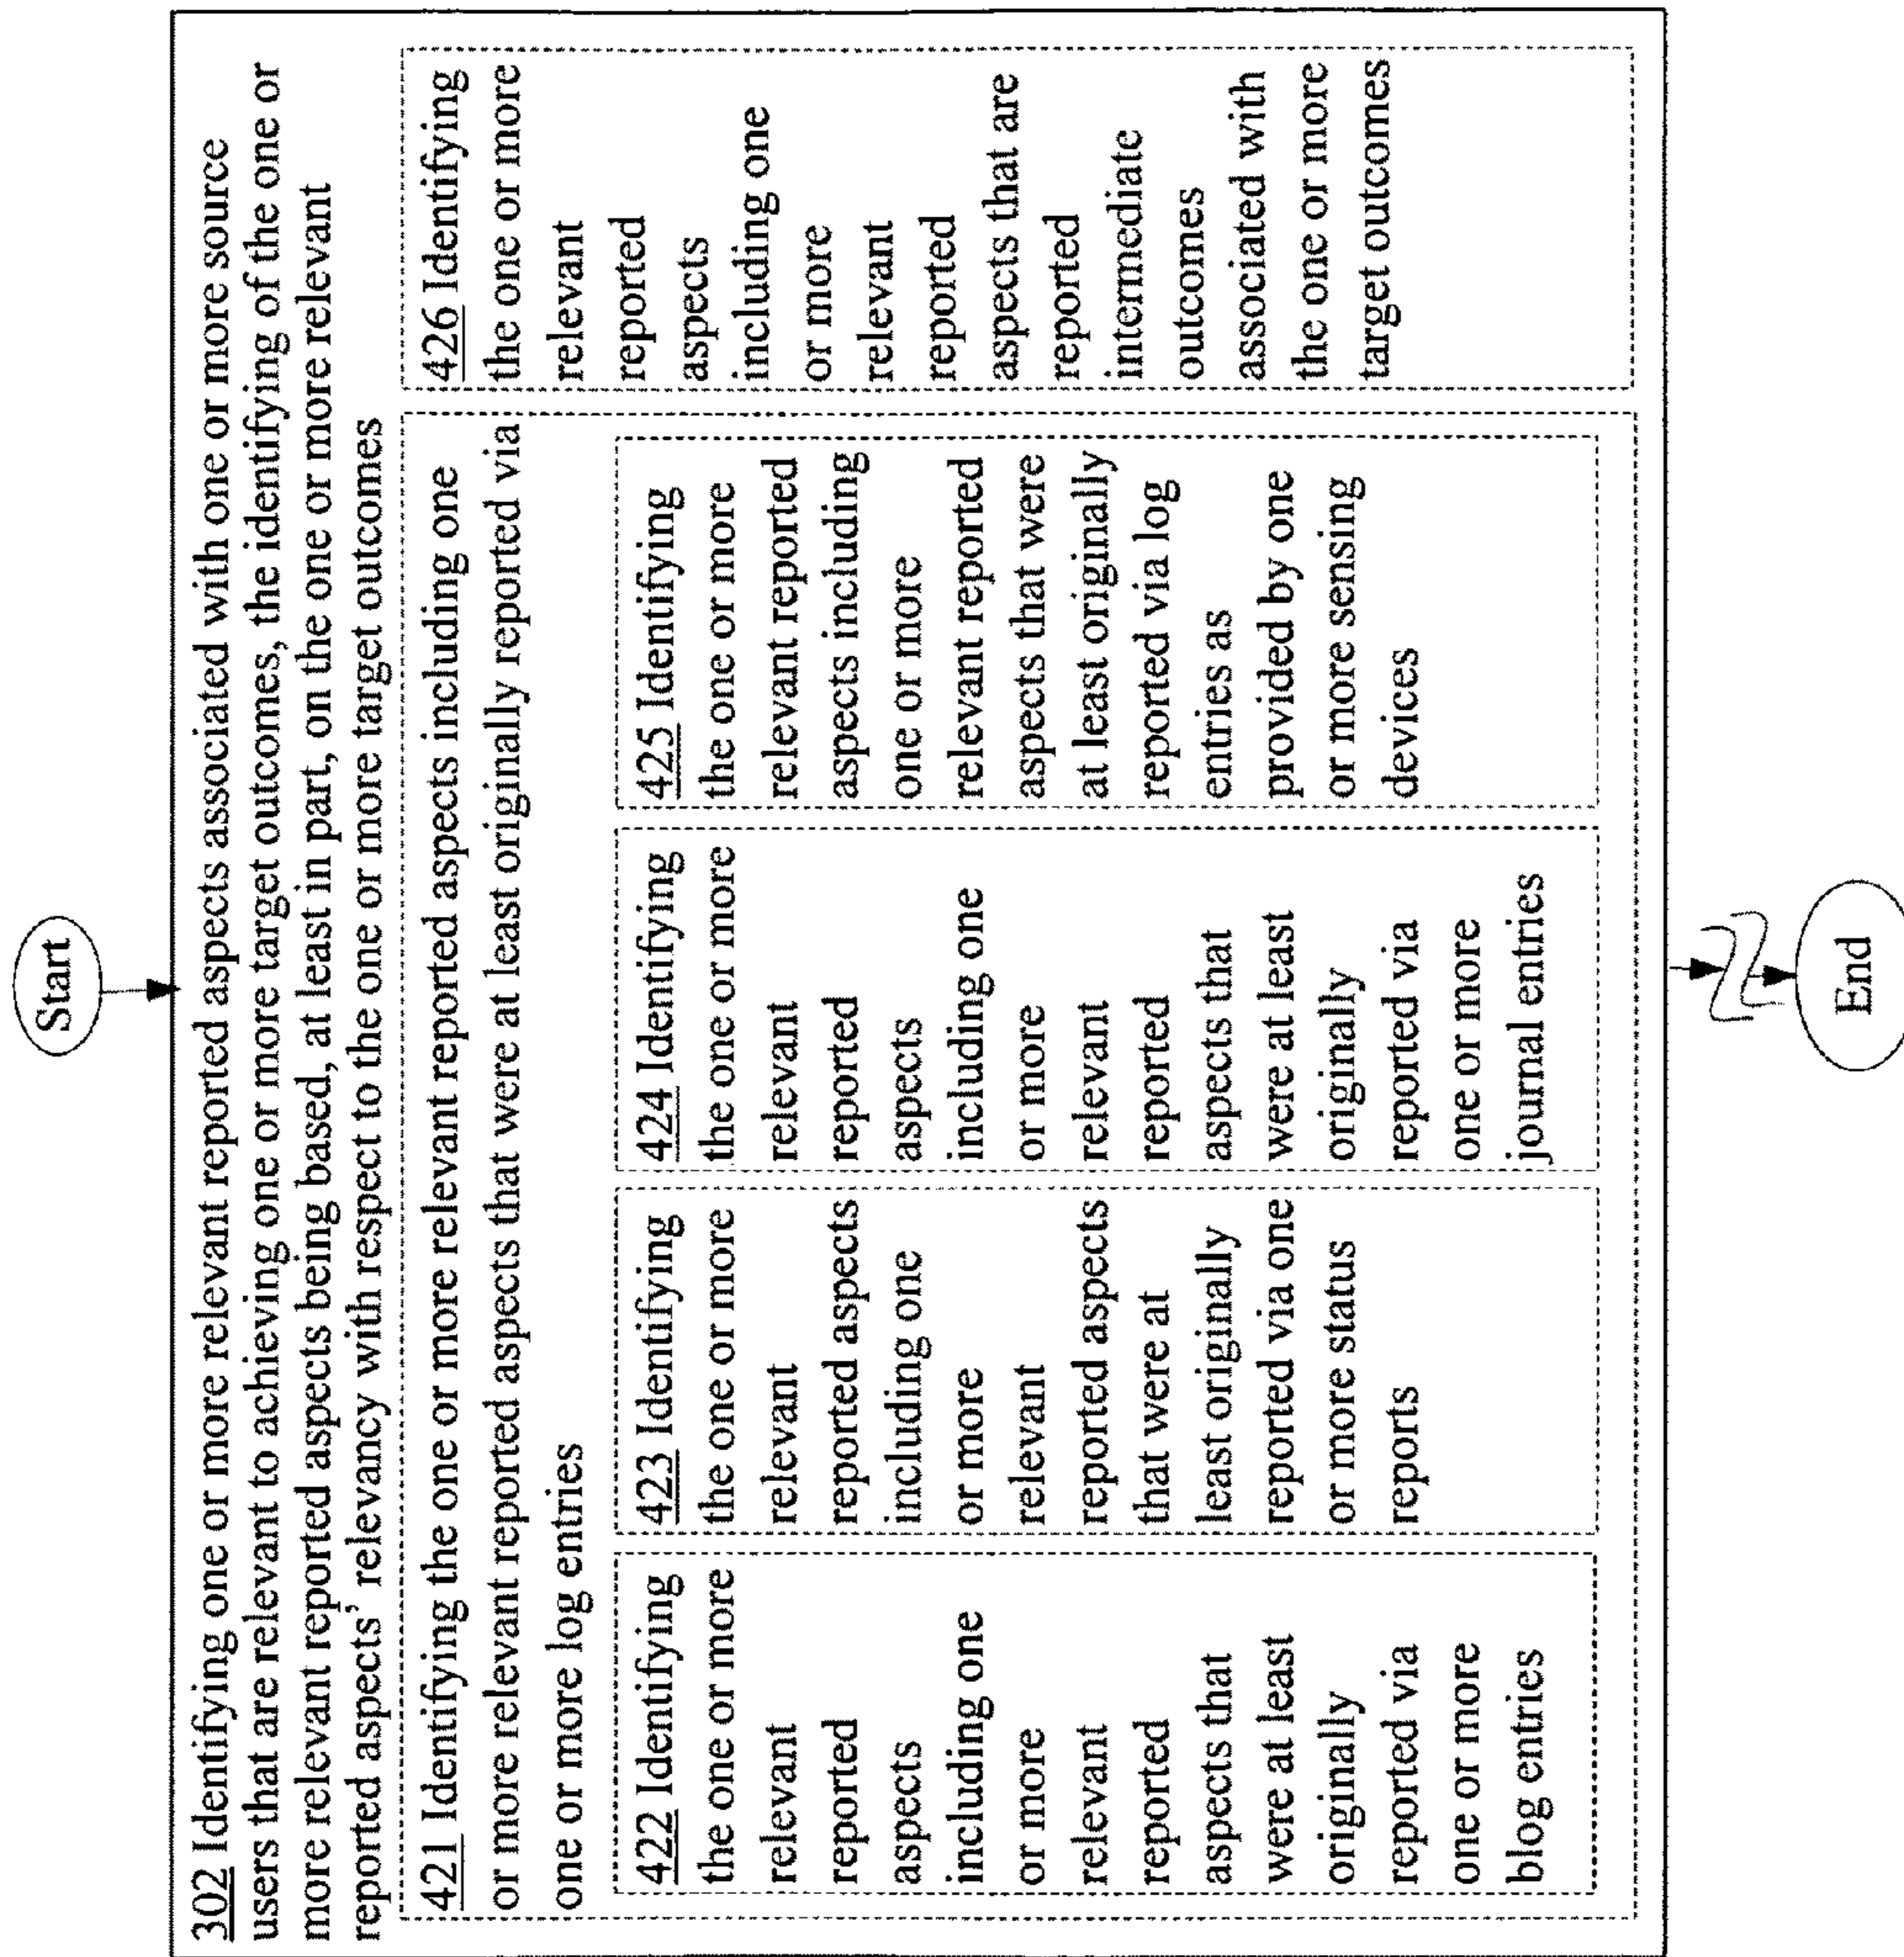 Start
302 Identifying one or more relevant reported aspects associated with one or more source
users that are relevant to achieving one or more target outcomes, the identifying of the one or
more relevant reported aspects being based, at least in part, on the one or more relevant
reported aspects’ relevancy with respect to the one or more target outcomes
421 Identifying the one or more relevant reported aspects including one
or more relevant reported aspects that were at least originally reported via
one or more log entries
422 Identifying
the one or more
relevant
reported
aspects
including one
or more
relevant
reported
aspects that
were at least
originally
reported via
one or more
blog entries
423 Identifying
the one or more
relevant
reported aspects
including one
or more
relevant
reported aspects
that were at
least originally
reported via one
or more status
reports
424 Identifying
the one or more
relevant
reported
aspects
including one
or more
relevant
reported
aspects that
were at least
originally
reported via
one or more
journal entries
425 Identifying
the one or more
relevant reported
aspects including
one or more
relevant reported
aspects that were
at least originally
reported via log
entries as
provided by one
or more sensing
devices
426 Identifying
the one or more
relevant
reported
aspects
including one
or more
relevant
reported
aspects that are
reported
intermediate
outcomes
associated with
the one or more
target outcomes
End